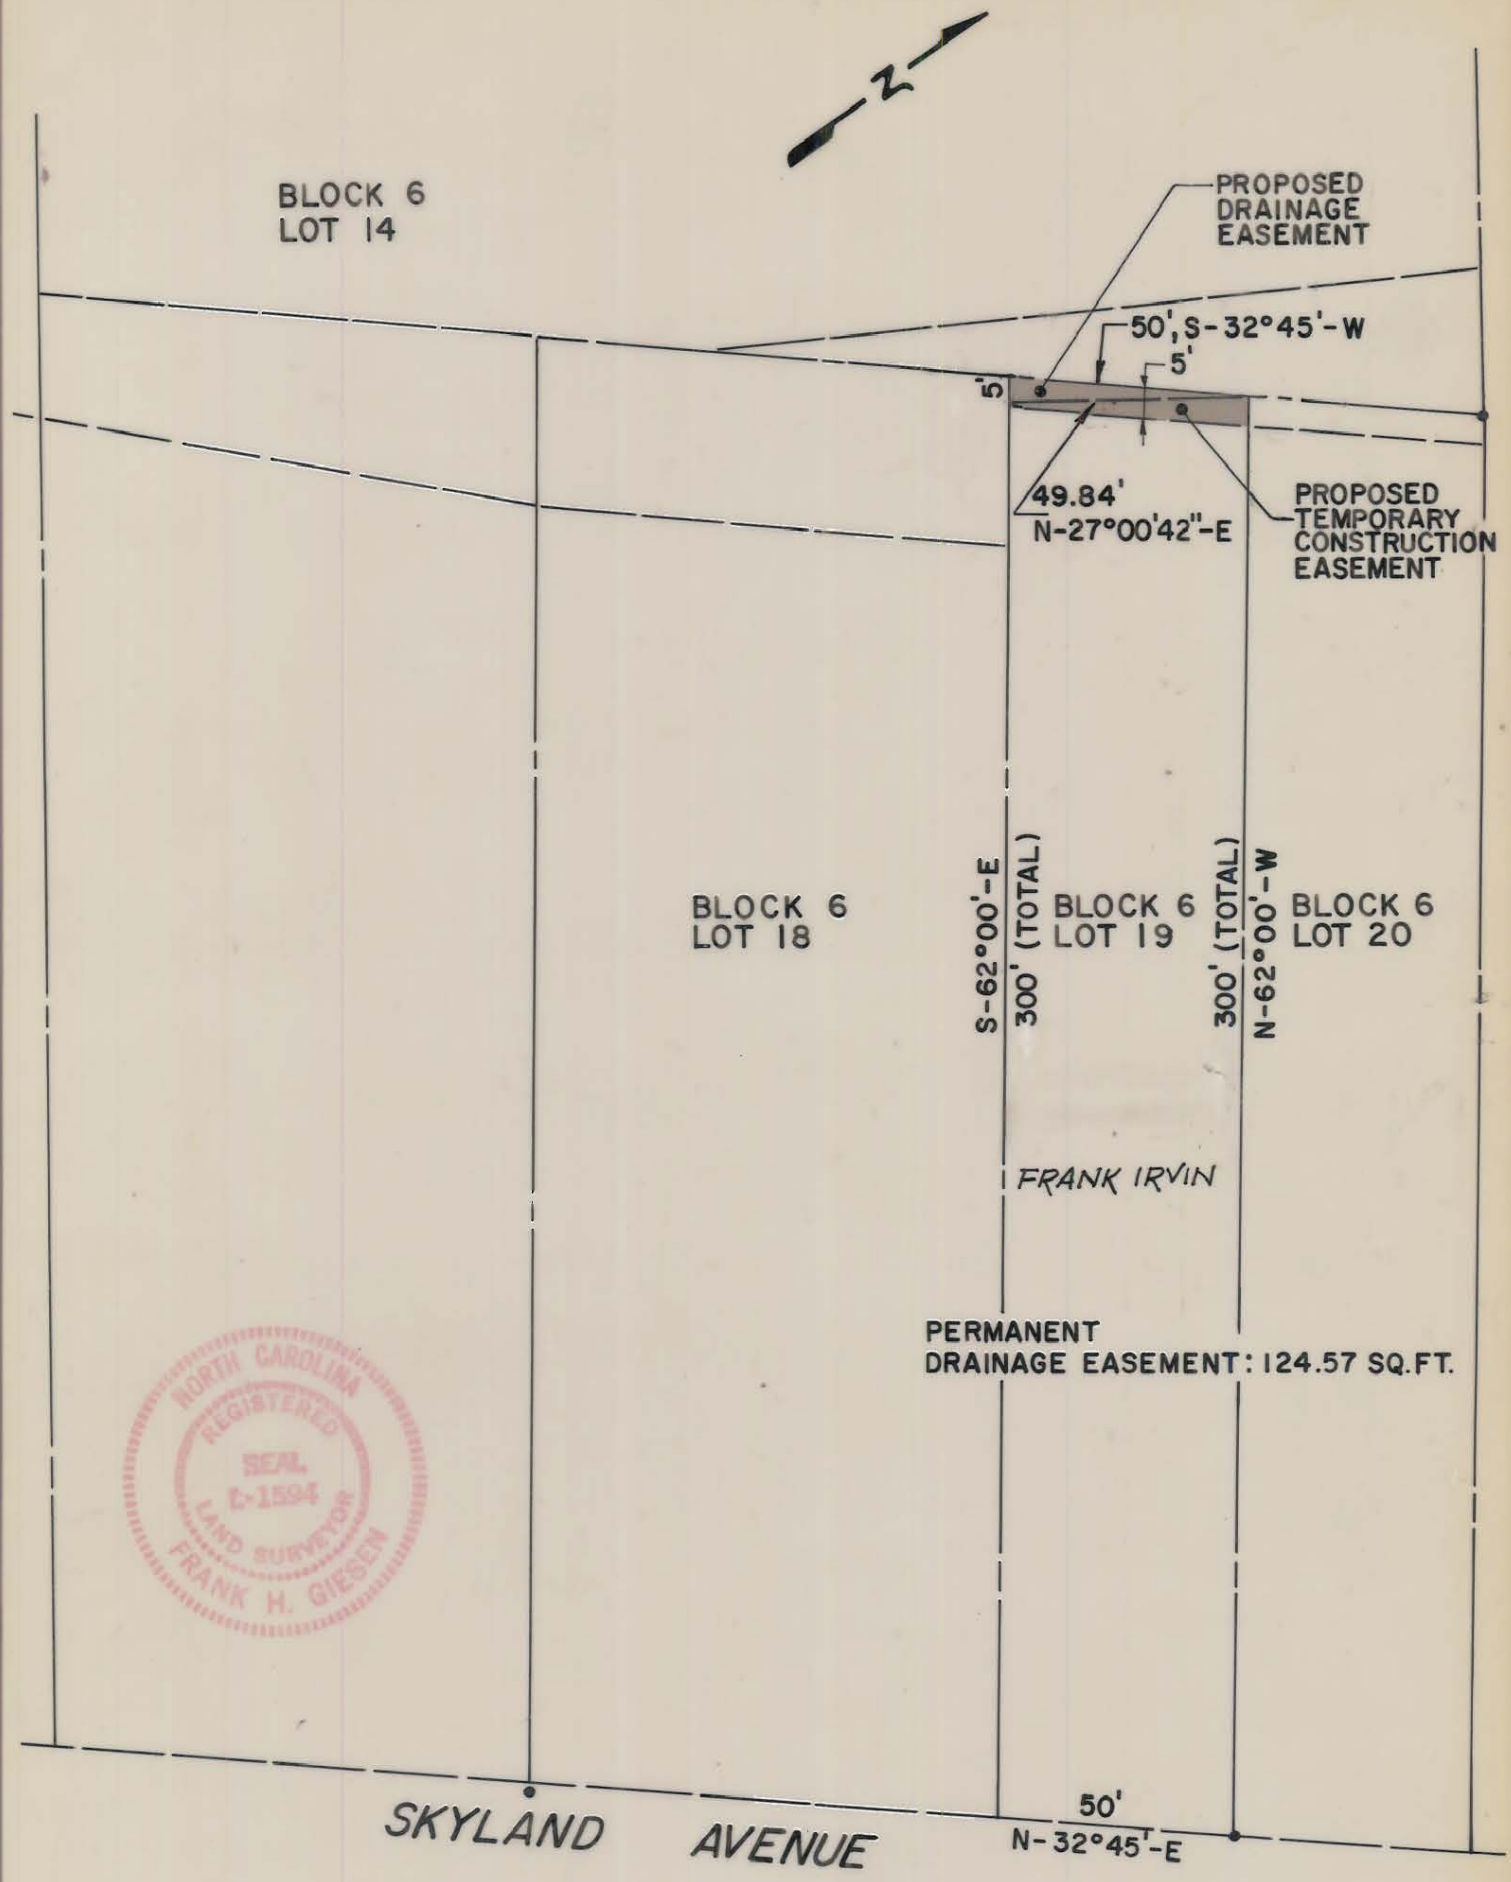 N
BLOCK 6
LOT 14
PROPOSED
DRAINAGE
EASEMENT
50', S-32°45'-W
5'
5'
49.84'
N-27°00'42"-E
PROPOSED
TEMPORARY
CONSTRUCTION
EASEMENT
BLOCK 6
LOT 18
S-62°00'-E
300' (TOTAL)
BLOCK 6
LOT 19
300' (TOTAL)
N-62°00'-W
BLOCK 6
LOT 20
FRANK IRVIN
PERMANENT
DRAINAGE EASEMENT: 124.57 SQ.FT.
NORTH CAROLINA
REGISTERED
SEAL
L-1594
LAND SURVEYOR
FRANK H. GIESEN
SKYLAND AVENUE
50'
N-32°45'-E